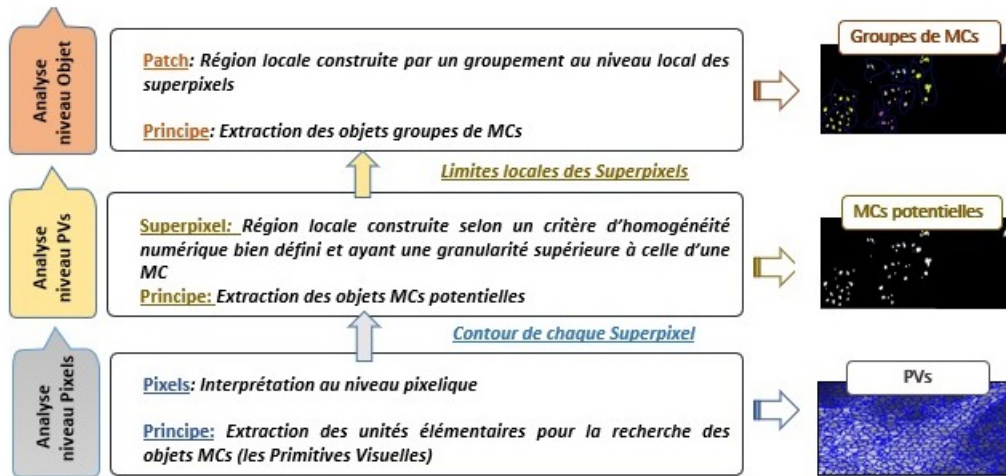 Analyse
niveau Objet
Patch: Région locale construite par un groupement au niveau local des
superpixels
Principe: Extraction des objets groupes de MCs
Groupes de MCs
Limites locales des Superpixels
Analyse
niveau PVs
Superpixel: Région locale construite selon un critère d'homogénéité
numérique bien défini et ayant une granularité supérieure à celle d'une
MC
Principe: Extraction des objets MCs potentielles
MCs potentielles
Contour de chaque Superpixel
Analyse
niveau Pixels
Pixels: Interprétation au niveau pixelique
Principe: Extraction des unités élémentaires pour la recherche des
objets MCs (les Primitives Visuelles)
PVs